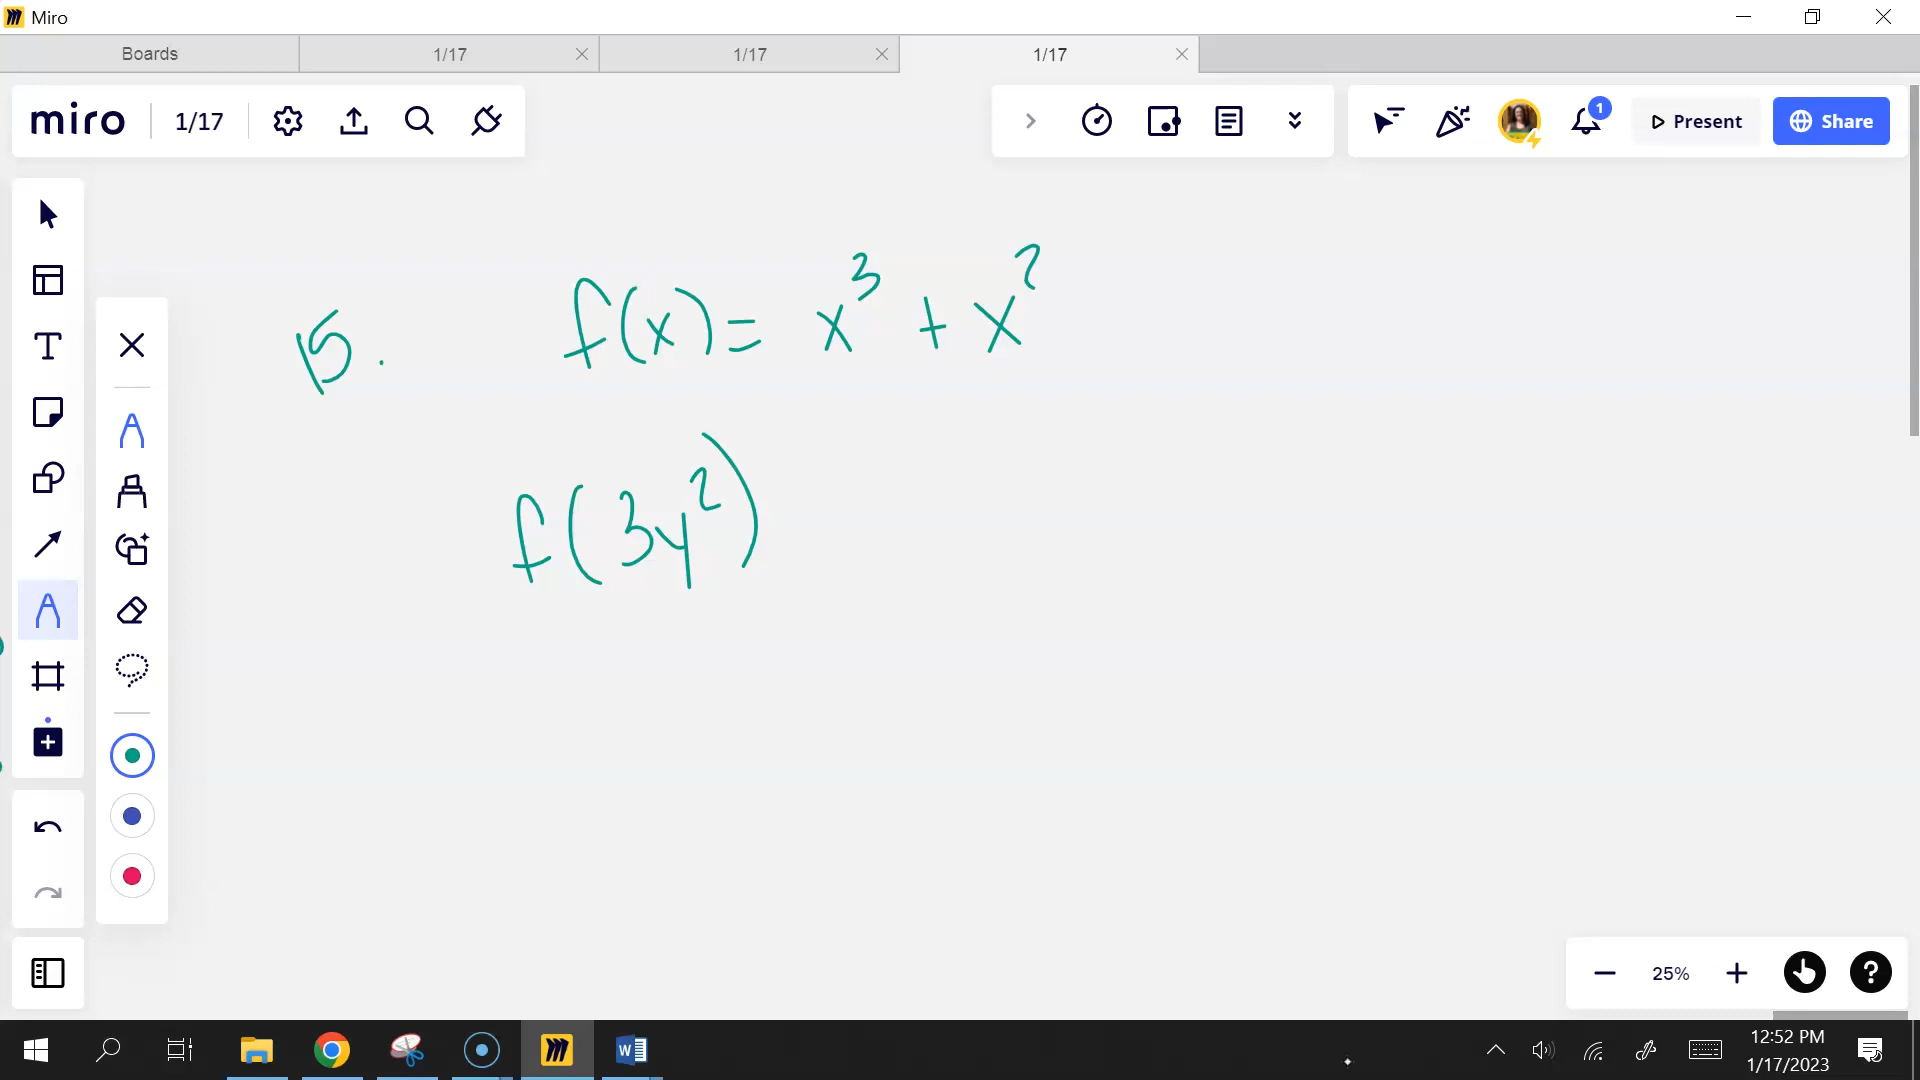 Miro
Boards 1/17 1/17 1/17
miro 1/17 1 Present Share
15. f(x) = x³ + x²
f(3y²)
25%
12:52 PM
1/17/2023